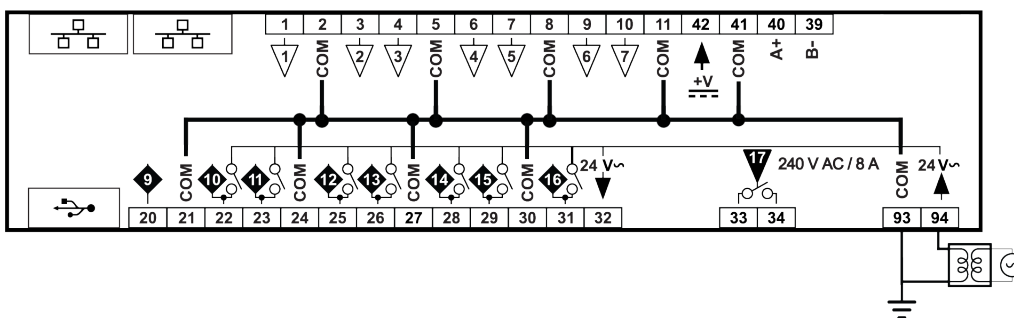 1 2 3 4 5 6 7 8 9 10 11 42 41 40 39
1 COM 2 3 COM 4 5 COM 6 7 COM +V COM A+ B-
9 COM 10 11 COM 12 13 COM 14 15 COM 16 24 V~ 17 240 V AC / 8 A COM 24 V~
20 21 22 23 24 25 26 27 28 29 30 31 32 33 34 93 94